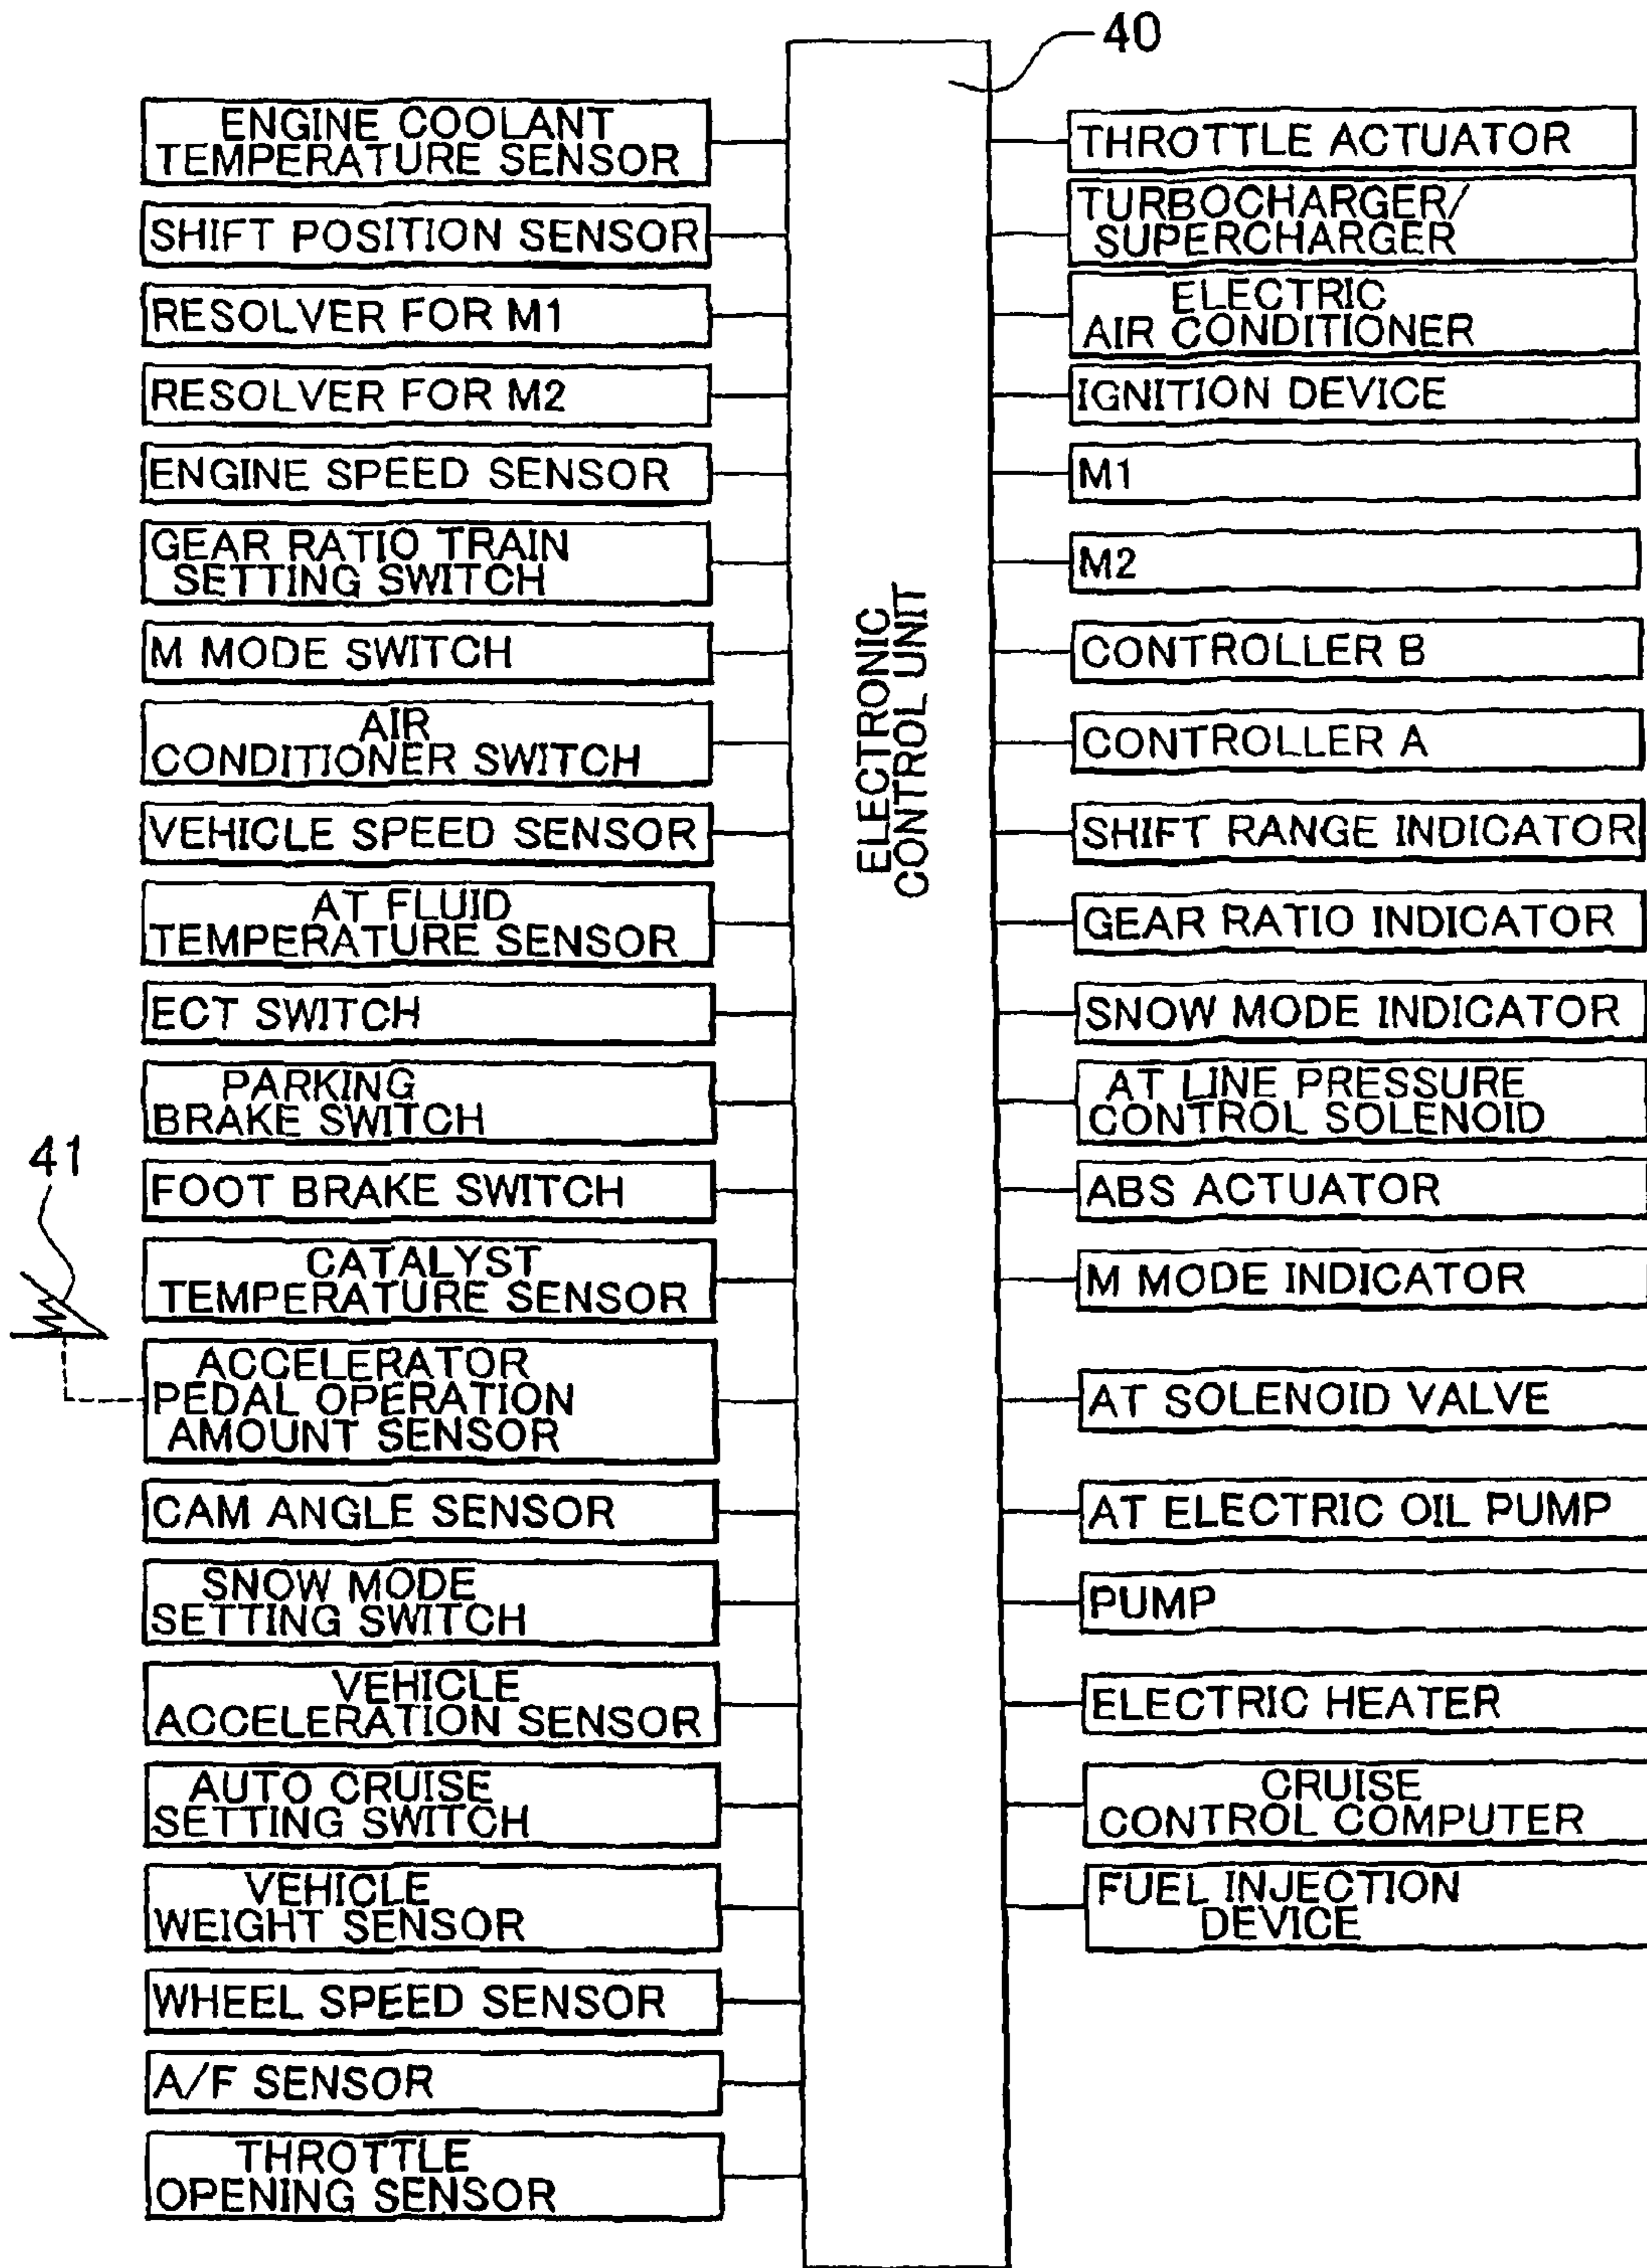 40
ENGINE COOLANT
TEMPERATURE SENSOR
SHIFT POSITION SENSOR
RESOLVER FOR M1
RESOLVER FOR M2
ENGINE SPEED SENSOR
GEAR RATIO TRAIN
SETTING SWITCH
M MODE SWITCH
AIR
CONDITIONER SWITCH
VEHICLE SPEED SENSOR
AT FLUID
TEMPERATURE SENSOR
ECT SWITCH
PARKING
BRAKE SWITCH
41
FOOT BRAKE SWITCH
CATALYST
TEMPERATURE SENSOR
ACCELERATOR
PEDAL OPERATION
AMOUNT SENSOR
CAM ANGLE SENSOR
SNOW MODE
SETTING SWITCH
VEHICLE
ACCELERATION SENSOR
AUTO CRUISE
SETTING SWITCH
VEHICLE
WEIGHT SENSOR
WHEEL SPEED SENSOR
A/F SENSOR
THROTTLE
OPENING SENSOR
ELECTRONIC
CONTROL UNIT
THROTTLE ACTUATOR
TURBOCHARGER/
SUPERCHARGER
ELECTRIC
AIR CONDITIONER
IGNITION DEVICE
M1
M2
CONTROLLER B
CONTROLLER A
SHIFT RANGE INDICATOR
GEAR RATIO INDICATOR
SNOW MODE INDICATOR
AT LINE PRESSURE
CONTROL SOLENOID
ABS ACTUATOR
M MODE INDICATOR
AT SOLENOID VALVE
AT ELECTRIC OIL PUMP
PUMP
ELECTRIC HEATER
CRUISE
CONTROL COMPUTER
FUEL INJECTION
DEVICE